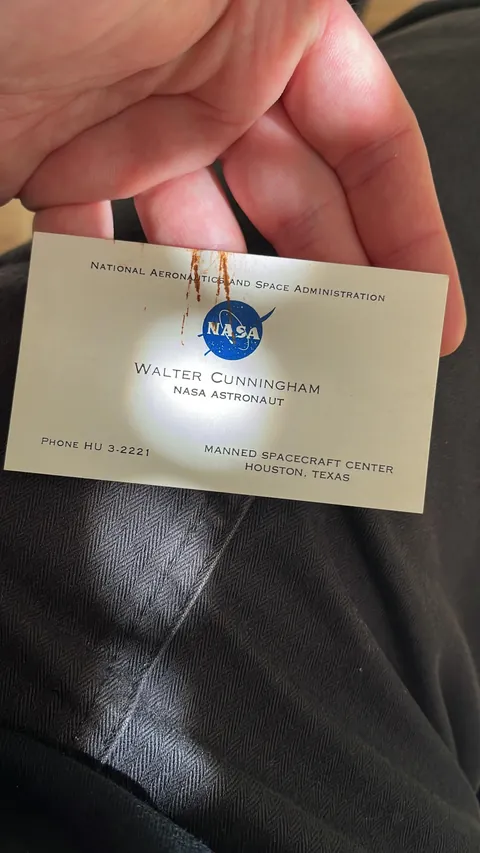 National Aeronautics and Space Administration
NASA
Walter Cunningham
NASA Astronaut
Phone HU 3-2221
Manned Spacecraft Center
Houston, Texas